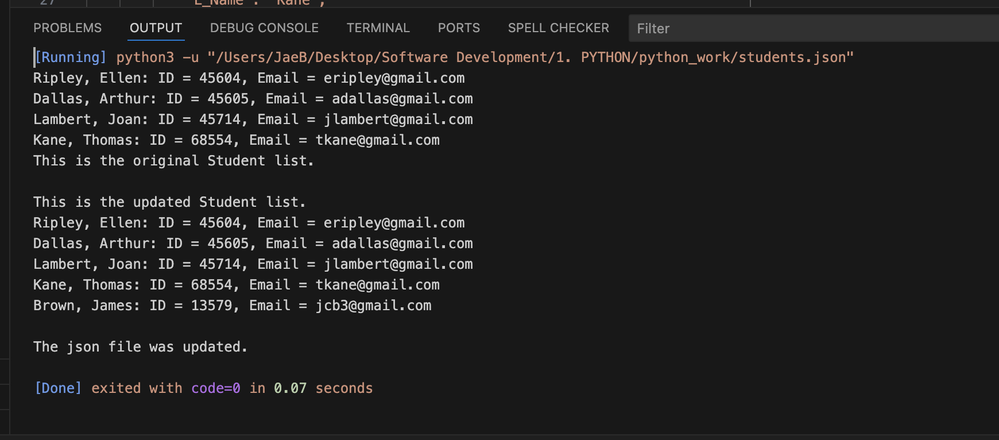 27 "L_Name": "Kane",
PROBLEMS OUTPUT DEBUG CONSOLE TERMINAL PORTS SPELL CHECKER Filter
[Running] python3 -u "/Users/JaeB/Desktop/Software Development/1. PYTHON/python_work/students.json"
Ripley, Ellen: ID = 45604, Email = eripley@gmail.com
Dallas, Arthur: ID = 45605, Email = adallas@gmail.com
Lambert, Joan: ID = 45714, Email = jlambert@gmail.com
Kane, Thomas: ID = 68554, Email = tkane@gmail.com
This is the original Student list.
This is the updated Student list.
Ripley, Ellen: ID = 45604, Email = eripley@gmail.com
Dallas, Arthur: ID = 45605, Email = adallas@gmail.com
Lambert, Joan: ID = 45714, Email = jlambert@gmail.com
Kane, Thomas: ID = 68554, Email = tkane@gmail.com
Brown, James: ID = 13579, Email = jcb3@gmail.com
The json file was updated.
[Done] exited with code=0 in 0.07 seconds